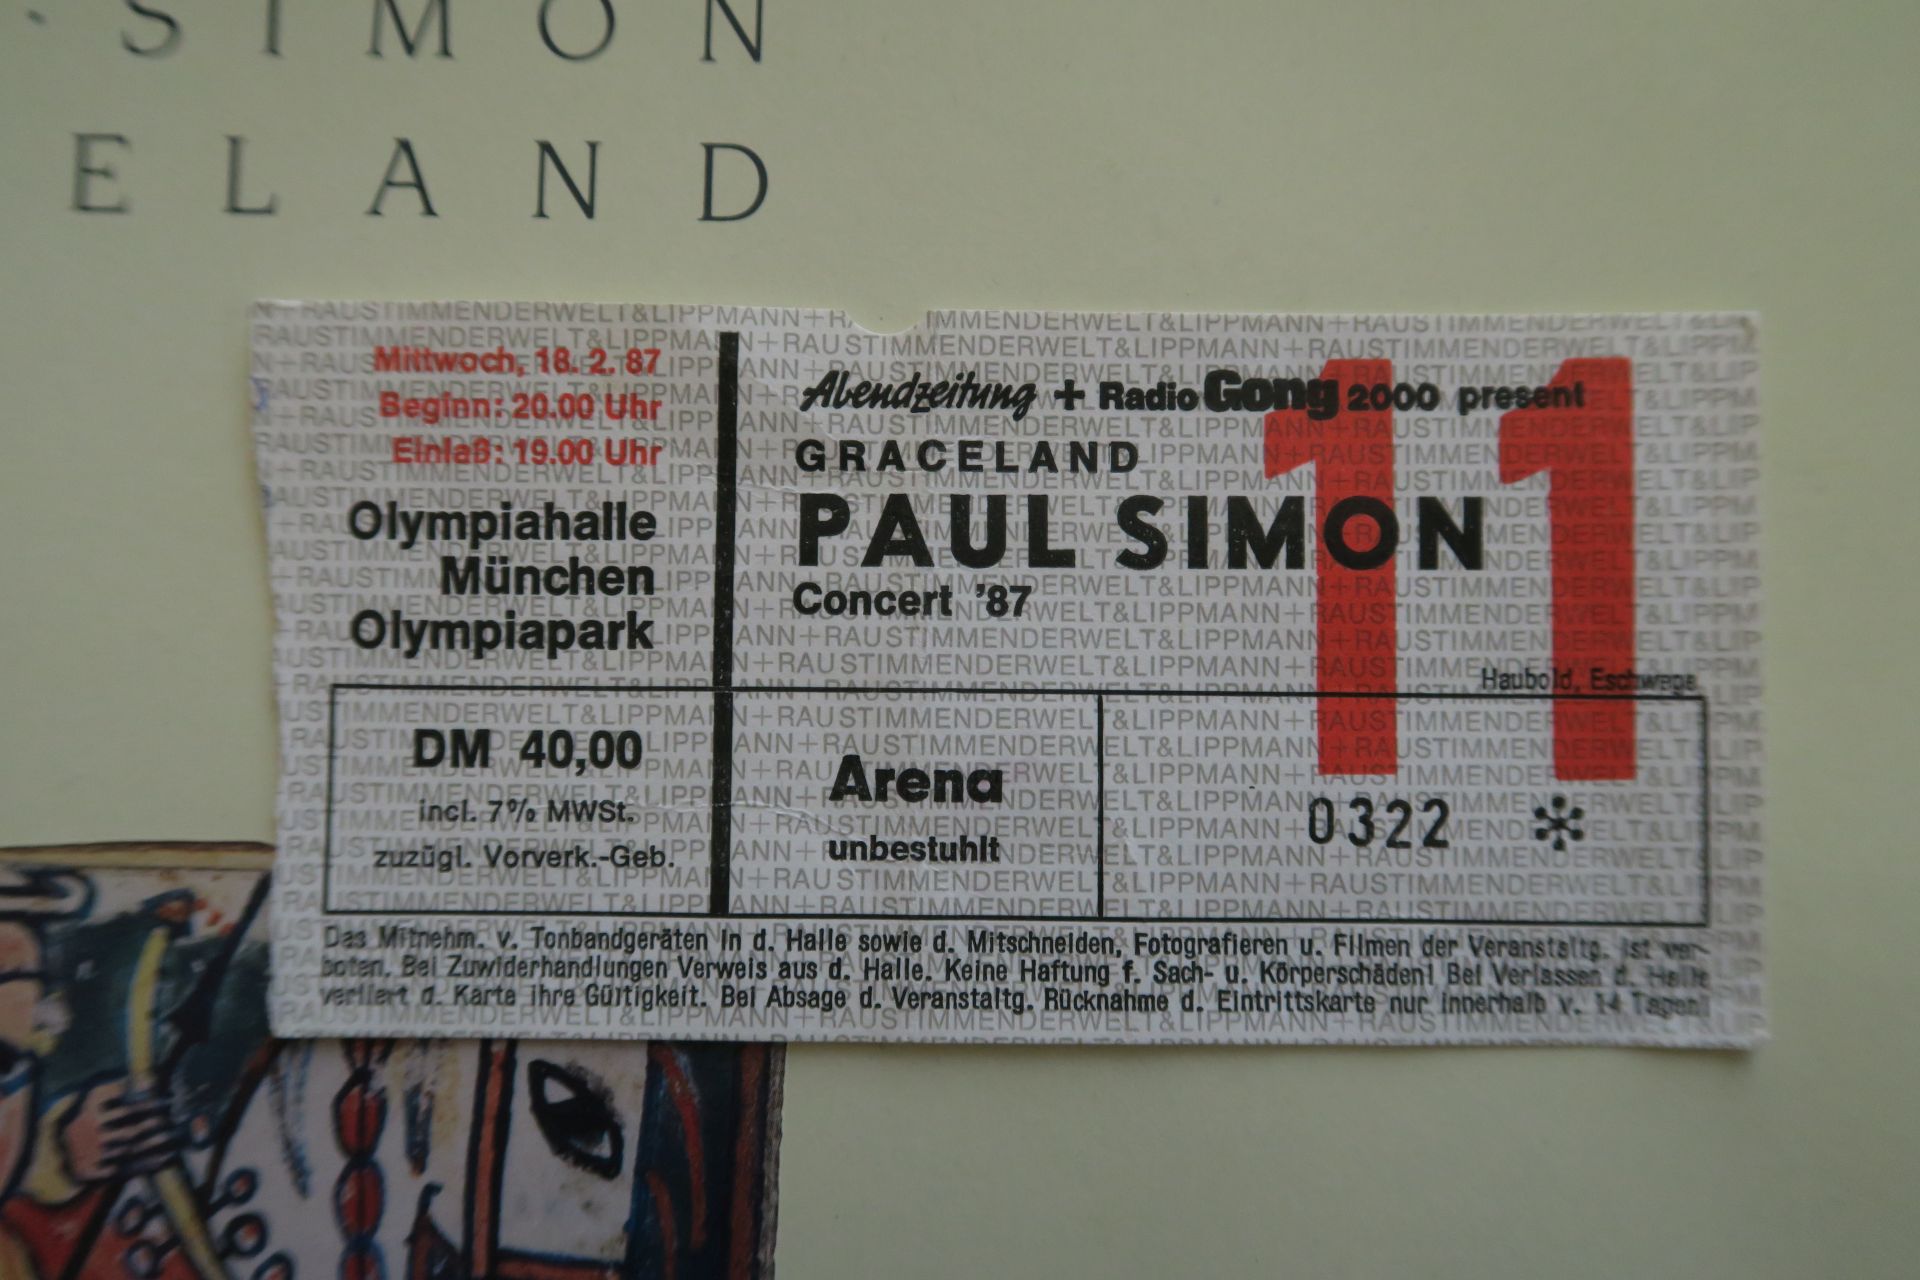 SIMON
ELAND
Mittwoch, 18. 2. 87
Beginn: 20.00 Uhr
Einlaß: 19.00 Uhr
Olympiahalle
München
Olympiapark
Abendzeitung + Radio Gong 2000 present
GRACELAND
PAUL SIMON
Concert '87
11
Haubold, Eschwege
DM 40,00
incl. 7% MWSt.
zuzügl. Vorverk.-Geb.
Arena
unbestuhlt
0322 *
Das Mitnehm. v. Tonbandgeräten in d. Halle sowie d. Mitschneiden, Fotografieren u. Filmen der Veranstaltg. ist ver-
boten. Bei Zuwiderhandlungen Verweis aus d. Halle. Keine Haftung f. Sach- u. Körperschäden! Bei Verlassen d. Halle
verliert d. Karte ihre Gültigkeit. Bei Absage d. Veranstaltg. Rücknahme d. Eintrittskarte nur innerhalb v. 14 Tagen!